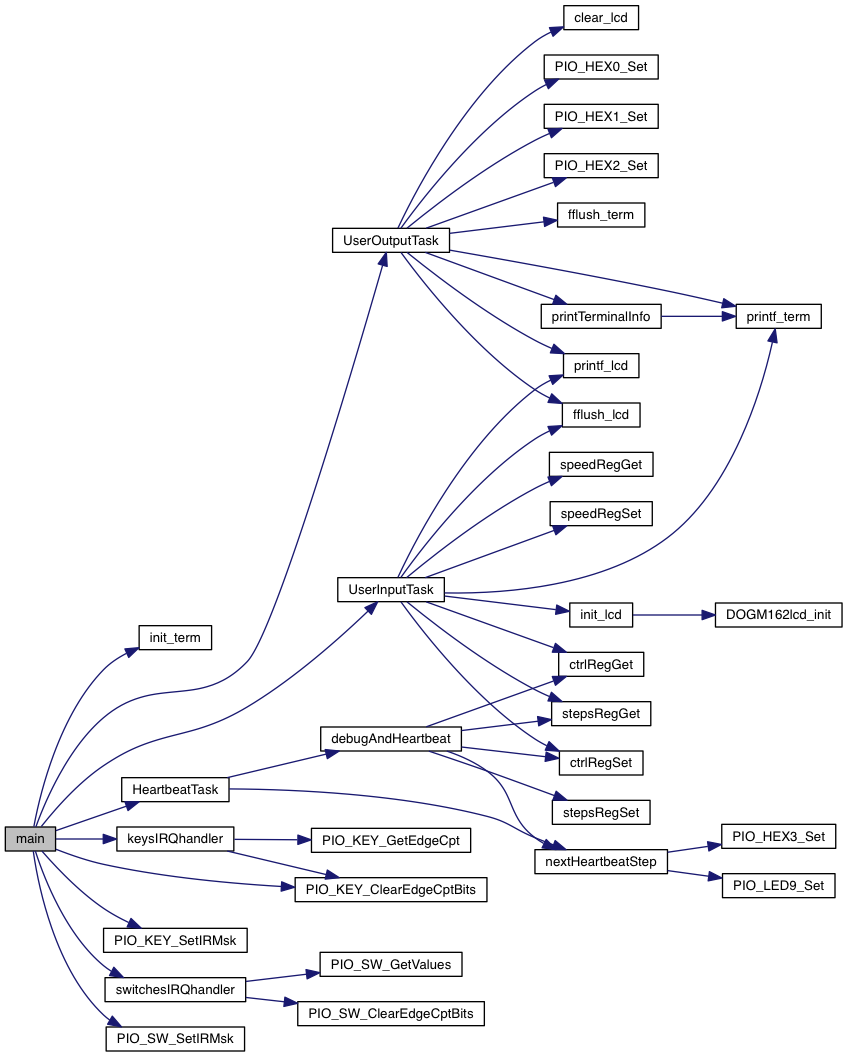 clear_lcd
PIO_HEX0_Set
PIO_HEX1_Set
PIO_HEX2_Set
fflush_term
UserOutputTask
printTerminalInfo
printf_term
printf_lcd
fflush_lcd
speedRegGet
speedRegSet
UserInputTask
init_lcd
DOGM162lcd_init
init_term
ctrlRegGet
stepsRegGet
debugAndHeartbeat
ctrlRegSet
HeartbeatTask
stepsRegSet
main
keysIRQhandler
PIO_KEY_GetEdgeCpt
PIO_HEX3_Set
nextHeartbeatStep
PIO_LED9_Set
PIO_KEY_ClearEdgeCptBits
PIO_KEY_SetIRMsk
PIO_SW_GetValues
switchesIRQhandler
PIO_SW_ClearEdgeCptBits
PIO_SW_SetIRMsk